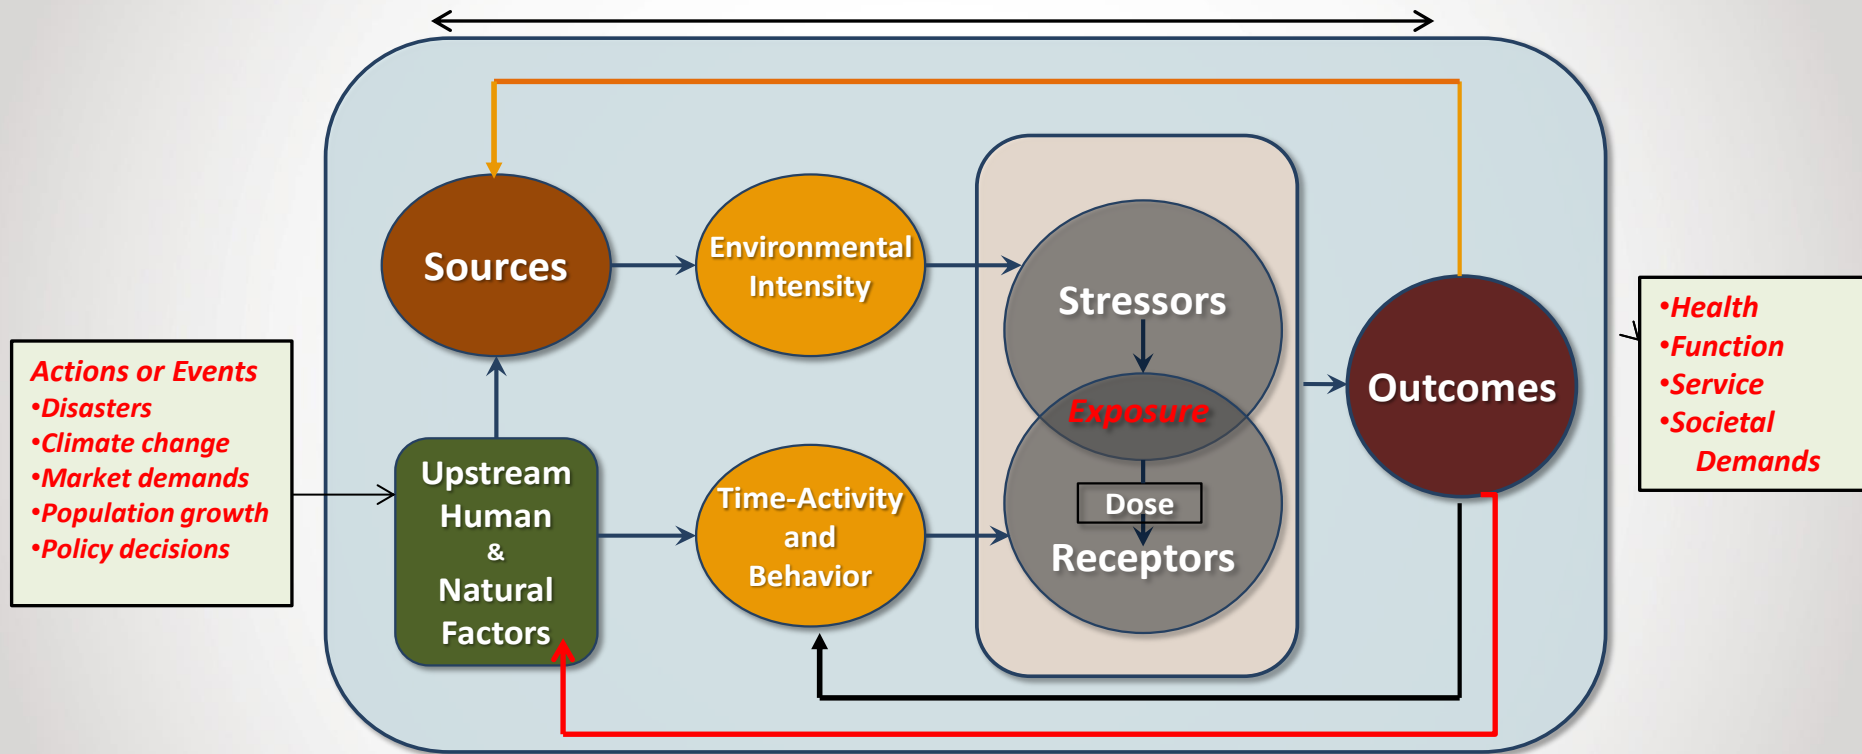 Sources
Environmental
Intensity
Stressors
Exposure
Dose
Receptors
Outcomes
•Health
•Function
•Service
•Societal
Demands
Actions or Events
•Disasters
•Climate change
•Market demands
•Population growth
•Policy decisions
Upstream
Human
&
Natural
Factors
Time-Activity
and
Behavior